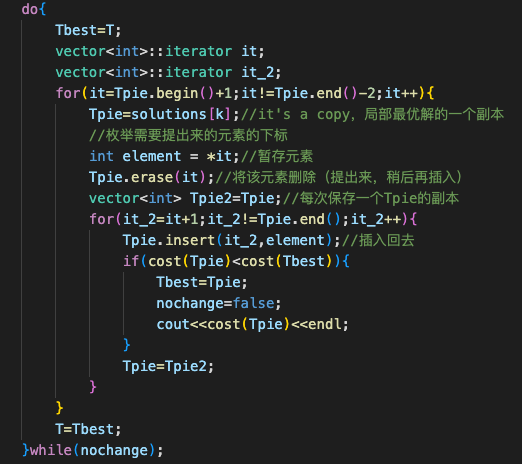 do{
    Tbest=T;
    vector<int>::iterator it;
    vector<int>::iterator it_2;
    for(it=Tpie.begin()+1;it!=Tpie.end()-2;it++){
        Tpie=solutions[k];//it's a copy，局部最优解的一个副本
        //枚举需要提出来的元素的下标
        int element = *it;//暂存元素
        Tpie.erase(it);//将该元素删除（提出来，稍后再插入）
        vector<int> Tpie2=Tpie;//每次保存一个Tpie的副本
        for(it_2=it+1;it_2!=Tpie.end();it_2++){
            Tpie.insert(it_2,element);//插入回去
            if(cost(Tpie)<cost(Tbest)){
                Tbest=Tpie;
                nochange=false;
                cout<<cost(Tpie)<<endl;
            }
            Tpie=Tpie2;
        }
    }
    T=Tbest;
}while(nochange);